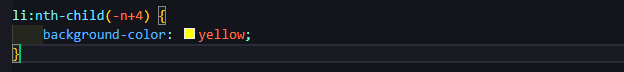 li:nth-child(-n+4) {
    background-color: yellow;
}